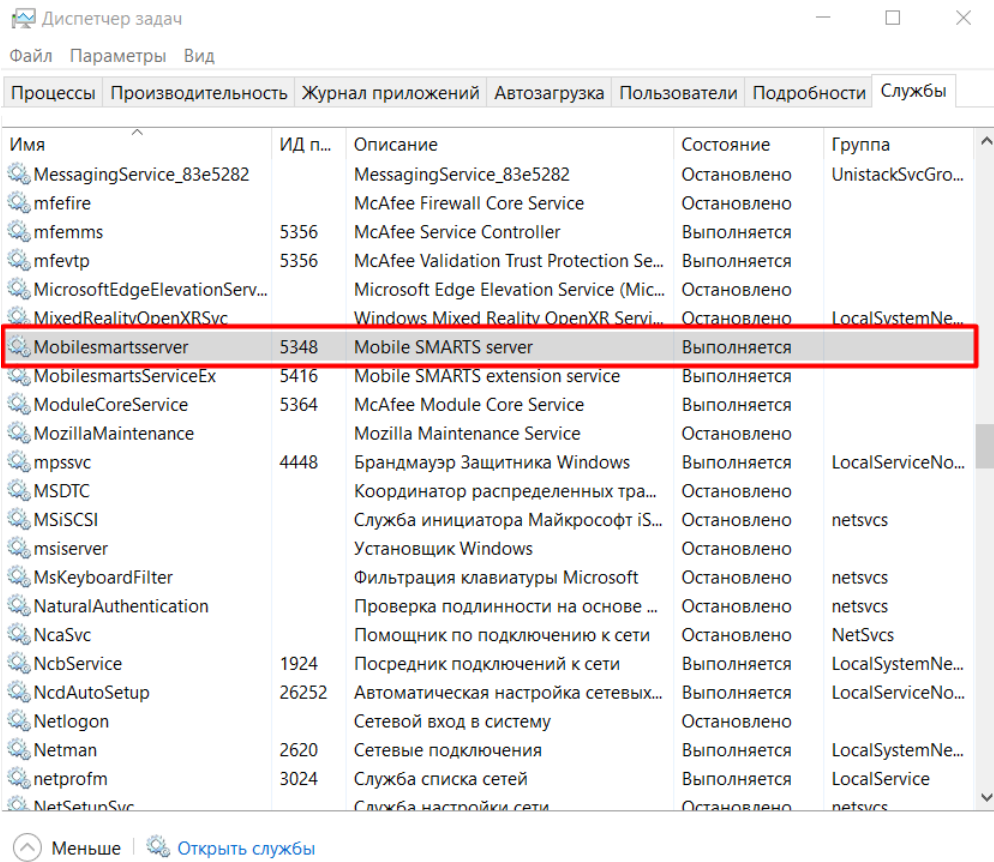 Диспетчер задач
Файл Параметры Вид
Процессы Производительность Журнал приложений Автозагрузка Пользователи Подробности Службы
Имя ИД п... Описание Состояние Группа
MessagingService_83e5282 MessagingService_83e5282 Остановлено UnistackSvcGro...
mfefire McAfee Firewall Core Service Остановлено
mfemms 5356 McAfee Service Controller Выполняется
mfevtp 5356 McAfee Validation Trust Protection Se... Выполняется
MicrosoftEdgeElevationServ... Microsoft Edge Elevation Service (Mic... Остановлено
MixedRealityOpenXRSvc Windows Mixed Reality OpenXR Servi... Остановлено LocalSystemNe...
Mobilesmartsserver 5348 Mobile SMARTS server Выполняется
MobilesmartsServiceEx 5416 Mobile SMARTS extension service Выполняется
ModuleCoreService 5364 McAfee Module Core Service Выполняется
MozillaMaintenance Mozilla Maintenance Service Остановлено
mpssvc 4448 Брандмауэр Защитника Windows Выполняется LocalServiceNo...
MSDTC Координатор распределенных тра... Остановлено
MSiSCSI Служба инициатора Майкрософт iS... Остановлено netsvcs
msiserver Установщик Windows Остановлено
MsKeyboardFilter Фильтрация клавиатуры Microsoft Остановлено netsvcs
NaturalAuthentication Проверка подлинности на основе ... Остановлено netsvcs
NcaSvc Помощник по подключению к сети Остановлено NetSvcs
NcbService 1924 Посредник подключений к сети Выполняется LocalSystemNe...
NcdAutoSetup 26252 Автоматическая настройка сетевых... Выполняется LocalServiceNo...
Netlogon Сетевой вход в систему Остановлено
Netman 2620 Сетевые подключения Выполняется LocalSystemNe...
netprofm 3024 Служба списка сетей Выполняется LocalService
NetSetupSvc Служба настройки сети Остановлено netsvcs
Меньше Открыть службы